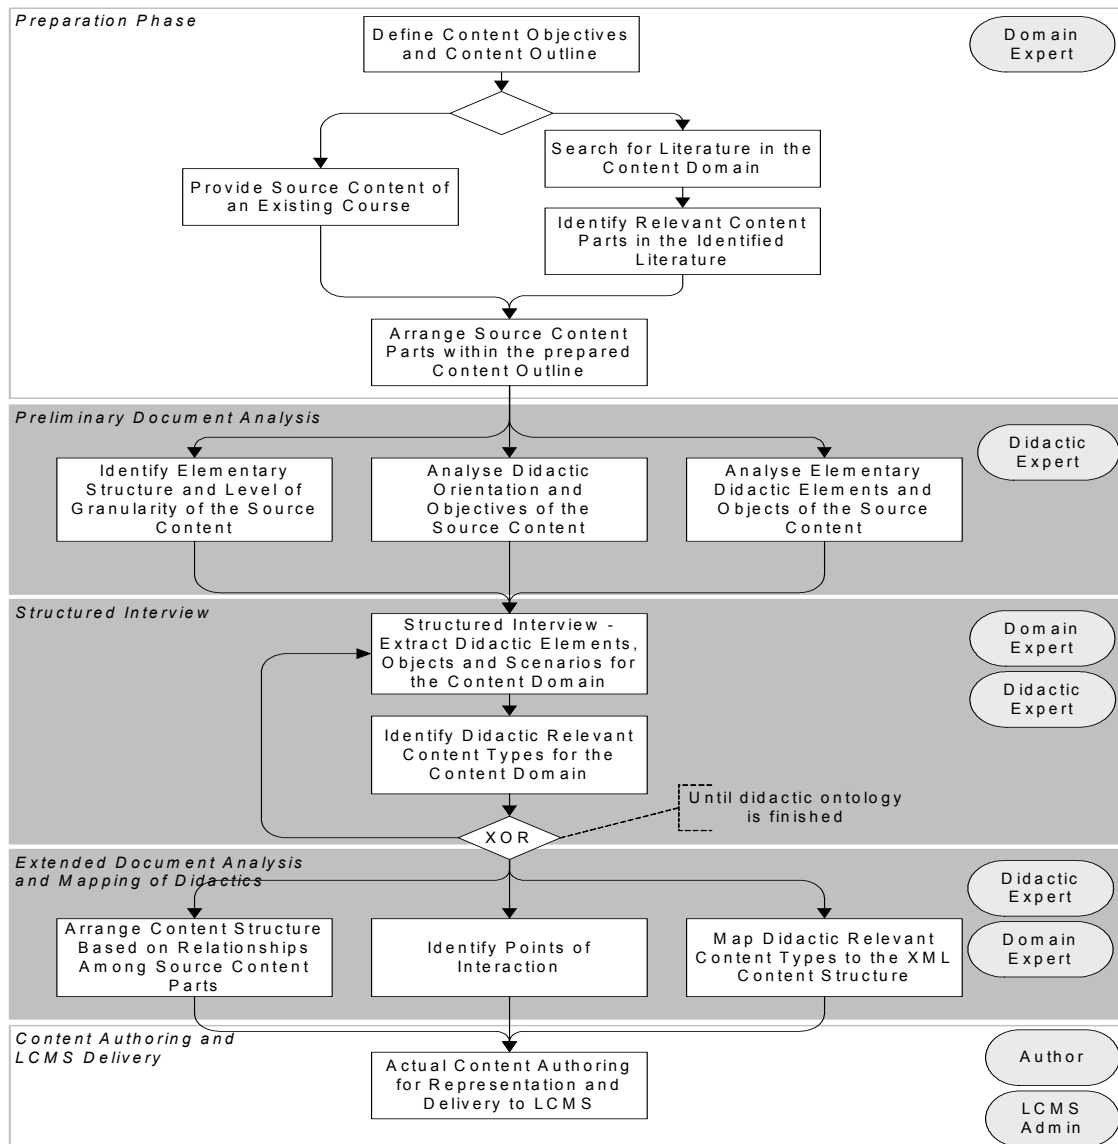 Preparation Phase
Domain
Expert
Define Content Objectives
and Content Outline
Search for Literature in the
Content Domain
Provide Source Content of
an Existing Course
Identify Relevant Content
Parts in the Identified
Literature
Arrange Source Content
Parts within the prepared
Content Outline
Preliminary Document Analysis
Didactic
Expert
Identify Elementary
Structure and Level of
Granularity of the Source
Content
Analyse Didactic
Orientation and
Objectives of the
Source Content
Analyse Elementary
Didactic Elements and
Objects of the Source
Content
Structured Interview
Domain
Expert
Didactic
Expert
Structured Interview -
Extract Didactic Elements,
Objects and Scenarios for
the Content Domain
Identify Didactic Relevant
Content Types for the
Content Domain
Until didactic ontology
is finished
XOR
Extended Document Analysis
and Mapping of Didactics
Didactic
Expert
Domain
Expert
Arrange Content Structure
Based on Relationships
Among Source Content
Parts
Identify Points of
Interaction
Map Didactic Relevant
Content Types to the XML
Content Structure
Content Authoring and
LCMS Delivery
Author
LCMS
Admin
Actual Content Authoring
for Representation and
Delivery to LCMS